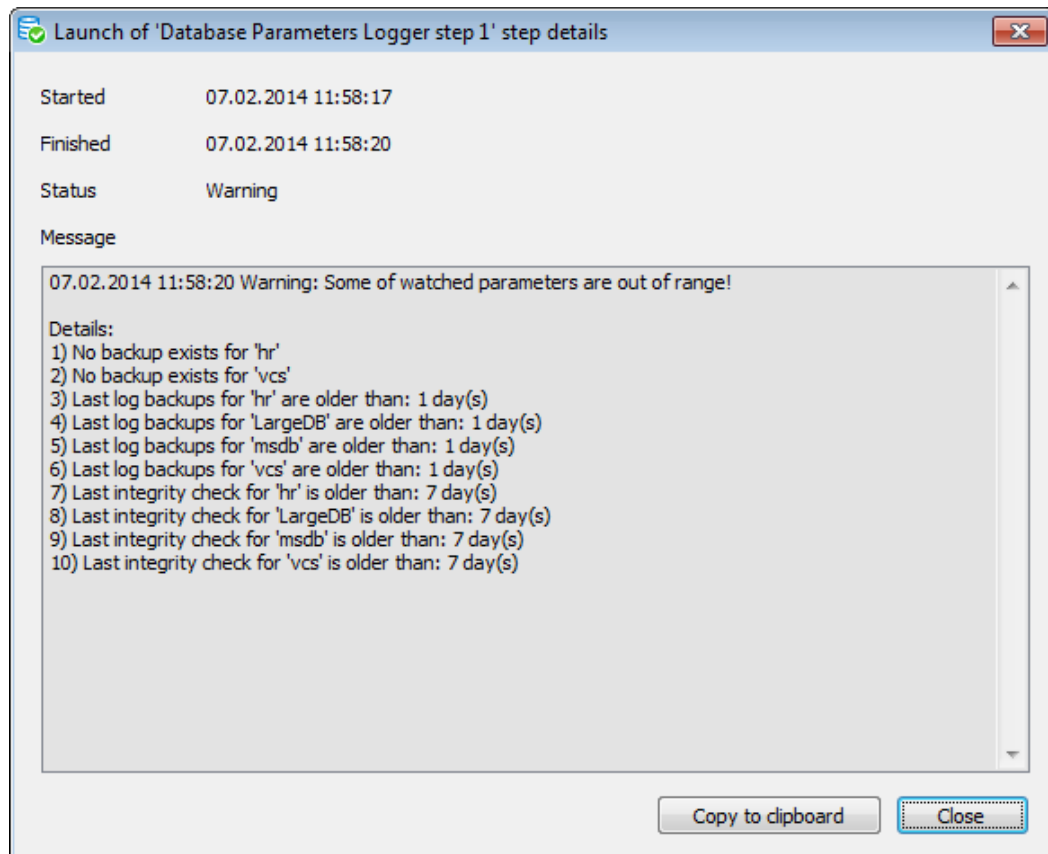 Launch of 'Database Parameters Logger step 1' step details
Started 07.02.2014 11:58:17
Finished 07.02.2014 11:58:20
Status Warning
Message
07.02.2014 11:58:20 Warning: Some of watched parameters are out of range!
Details:
1) No backup exists for 'hr'
2) No backup exists for 'vcs'
3) Last log backups for 'hr' are older than: 1 day(s)
4) Last log backups for 'LargeDB' are older than: 1 day(s)
5) Last log backups for 'msdb' are older than: 1 day(s)
6) Last log backups for 'vcs' are older than: 1 day(s)
7) Last integrity check for 'hr' is older than: 7 day(s)
8) Last integrity check for 'LargeDB' is older than: 7 day(s)
9) Last integrity check for 'msdb' is older than: 7 day(s)
10) Last integrity check for 'vcs' is older than: 7 day(s)
Copy to clipboard Close